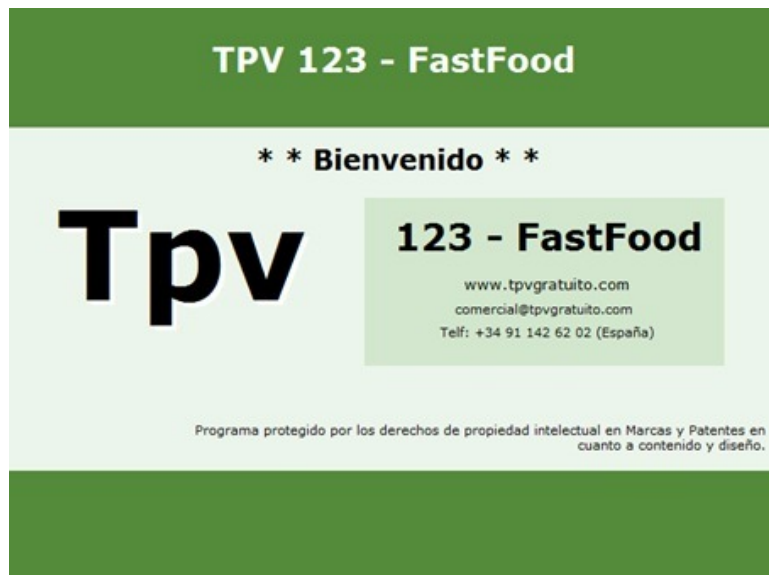 TPV 123 - FastFood
* * Bienvenido * *
Tpv
123 - FastFood
www.tpvgratuito.com
comercial@tpvgratuito.com
Telf: +34 91 142 62 02 (España)
Programa protegido por los derechos de propiedad intelectual en Marcas y Patentes en
cuanto a contenido y diseño.